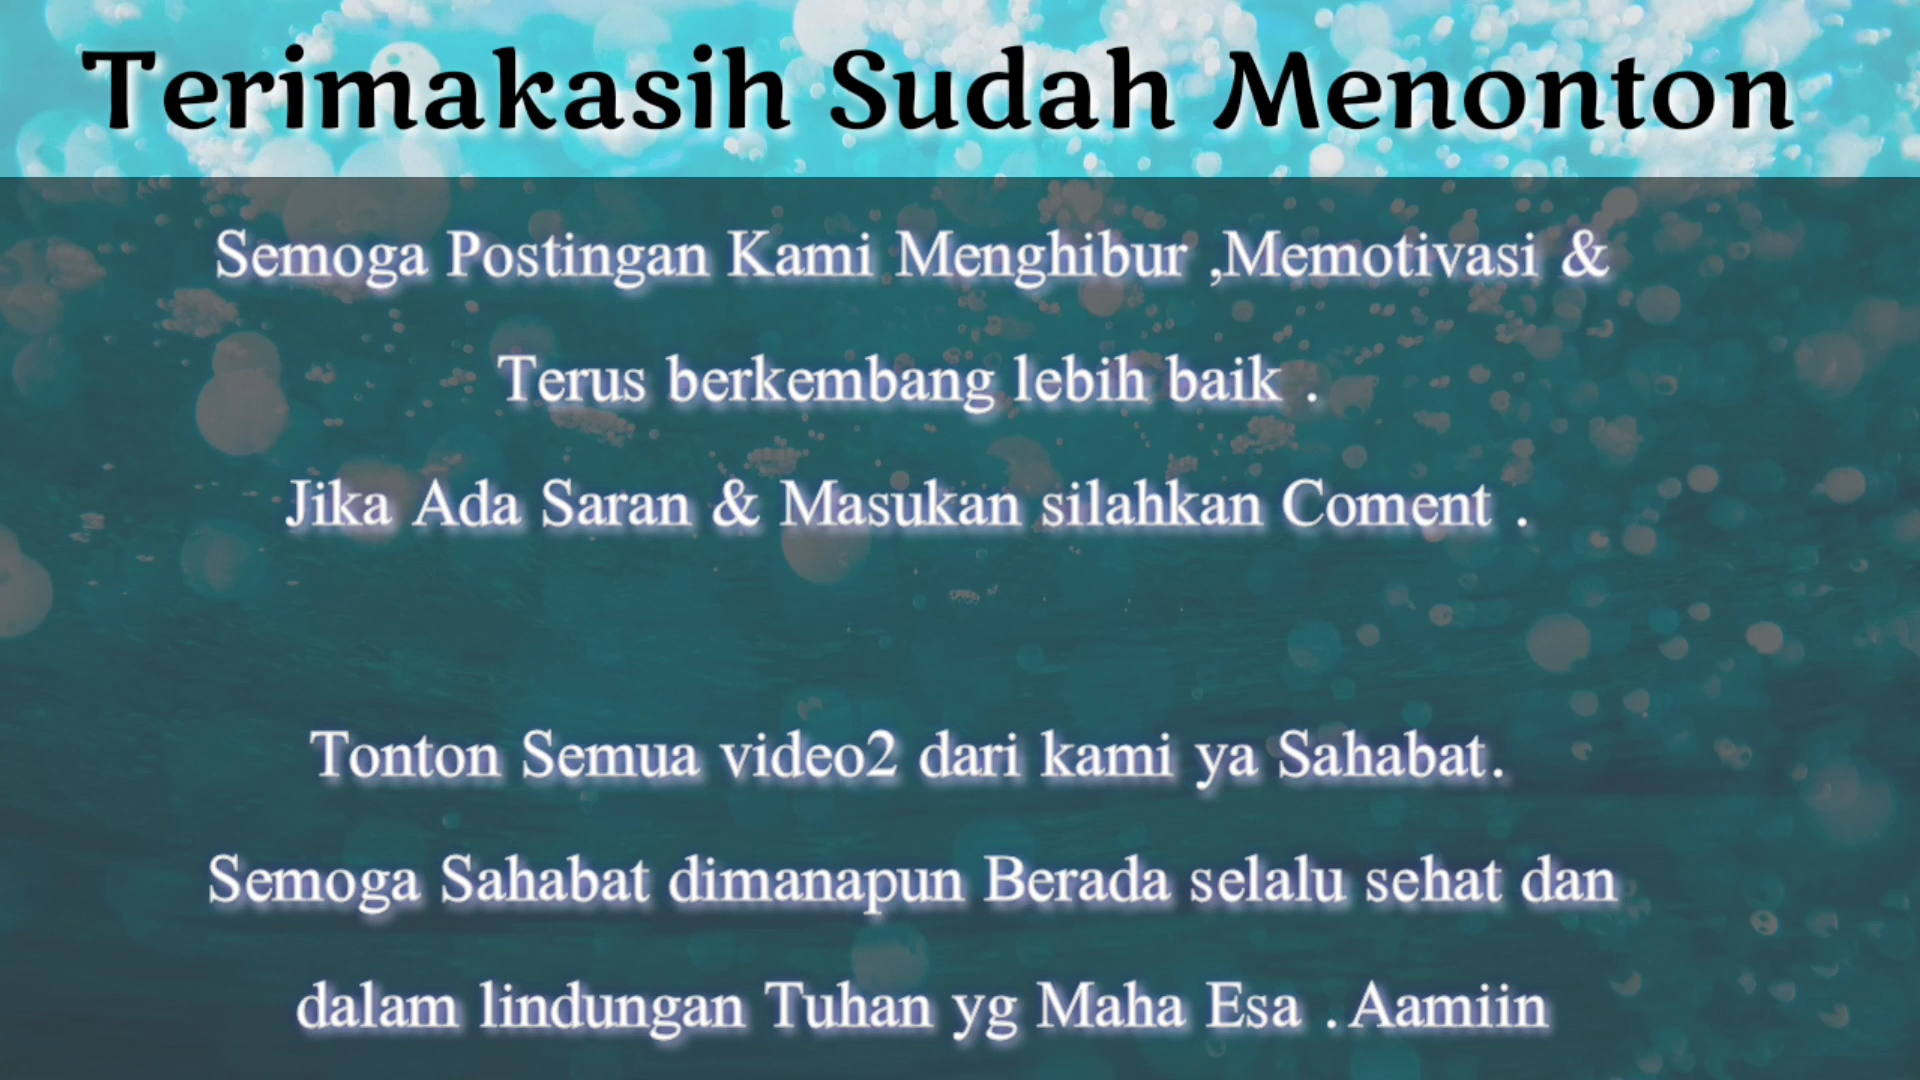 Terimakasih Sudah Menonton
Semoga Postingan Kami Menghibur ,Memotivasi &
Terus berkembang lebih baik .
Jika Ada Saran & Masukan silahkan Coment .
Tonton Semua video2 dari kami ya Sahabat.
Semoga Sahabat dimanapun Berada selalu sehat dan
dalam lindungan Tuhan yg Maha Esa . Aamiin